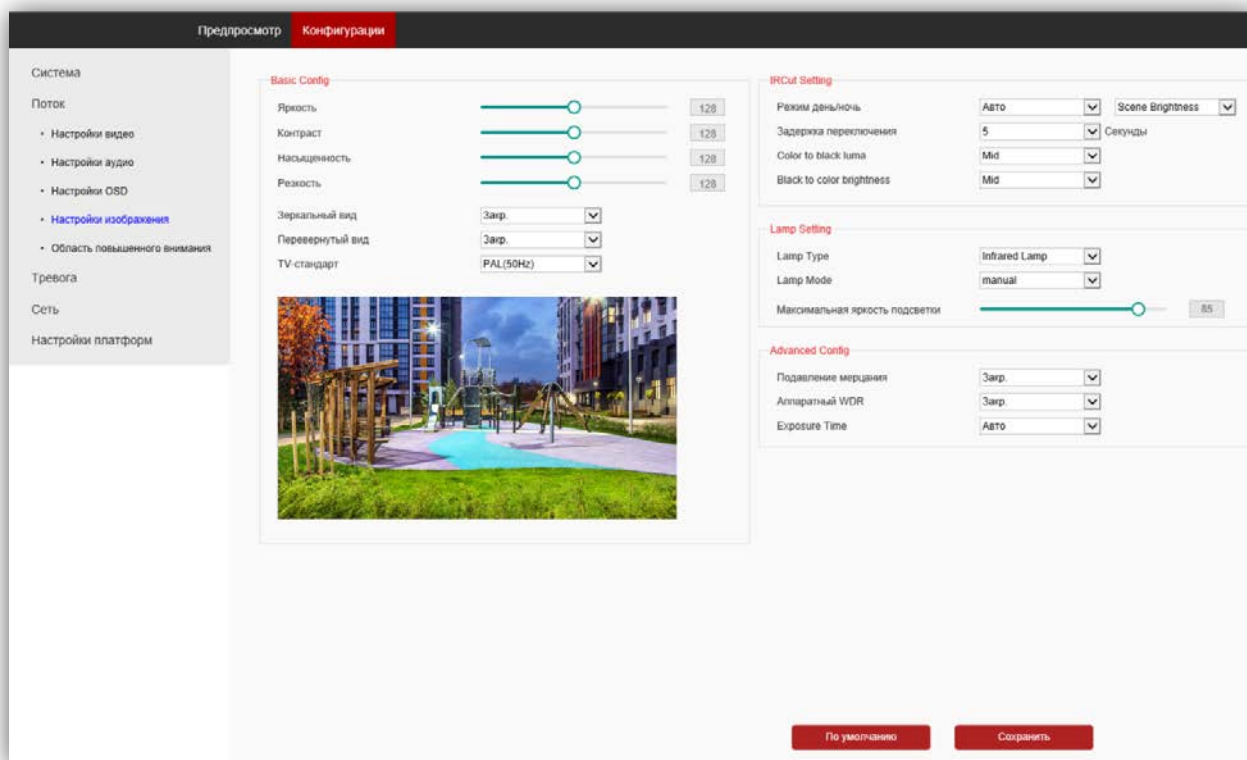 Предпросмотр Конфигурации
Система
Поток
• Настройки видео
• Настройки аудио
• Настройки OSD
• Настройки изображения
• Область повышенного внимания
Тревога
Сеть
Настройки платформ
Basic Config
Яркость 128
Контраст 128
Насыщенность 128
Резкость 128
Зеркальный вид Закр.
Перевернутый вид Закр.
TV-стандарт PAL(50Hz)
IRCut Setting
Режим день/ночь Авто Scene Brightness
Задержка переключения 5 Секунды
Color to black luma Mid
Black to color brightness Mid
Lamp Setting
Lamp Type Infrared Lamp
Lamp Mode manual
Максимальная яркость подсветки 85
Advanced Config
Подавление мерцания Закр.
Аппаратный WDR Закр.
Exposure Time Авто
По умолчанию Сохранить